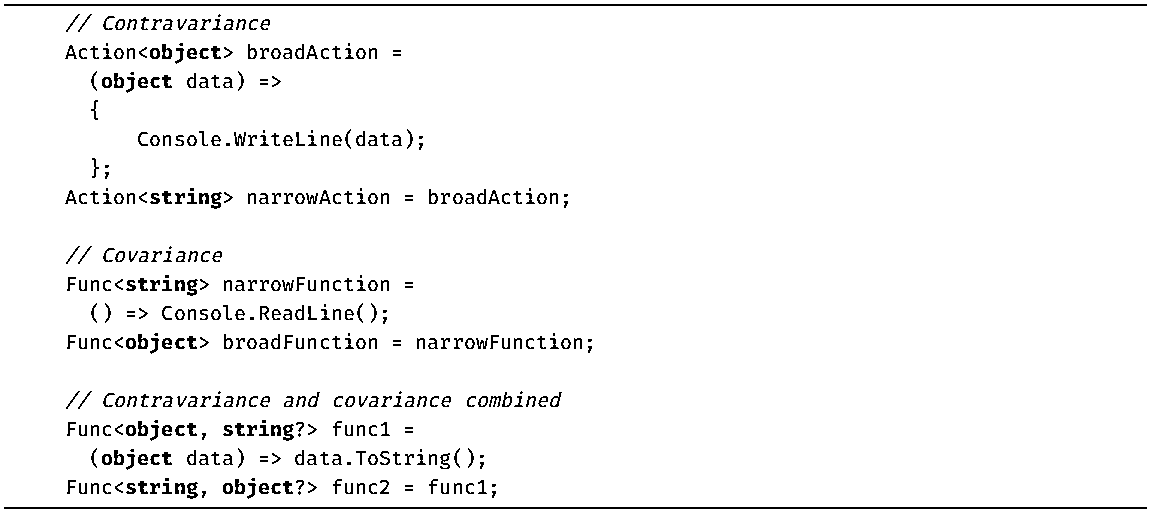 // Contravariance
Action<object> broadAction =
  (object data) =>
  {
      Console.WriteLine(data);
  };
Action<string> narrowAction = broadAction;

// Covariance
Func<string> narrowFunction =
  () => Console.ReadLine();
Func<object> broadFunction = narrowFunction;

// Contravariance and covariance combined
Func<object, string?> func1 =
  (object data) => data.ToString();
Func<string, object?> func2 = func1;